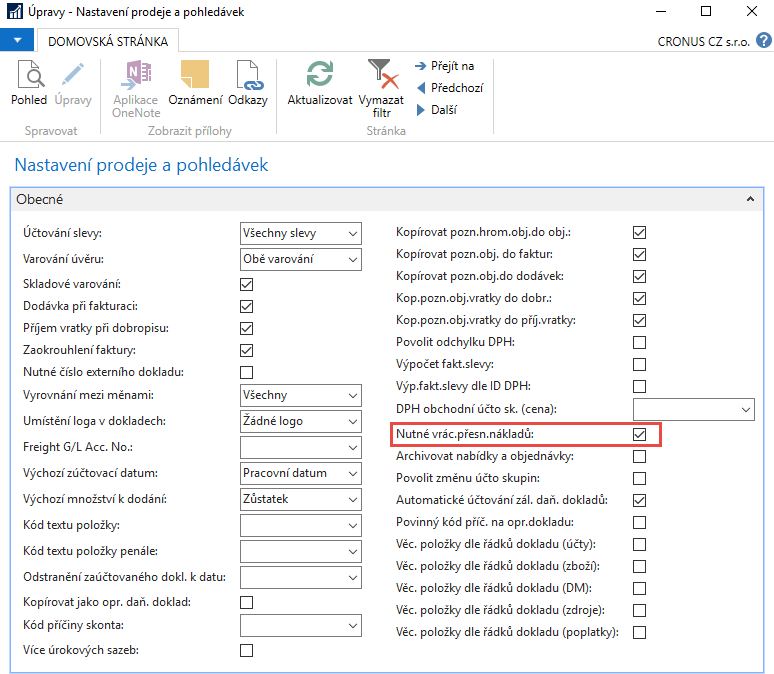 Úpravy - Nastavení prodeje a pohledávek
DOMOVSKÁ STRÁNKA
CRONUS CZ s.r.o.
?
Pohled
Úpravy
Spravovat
Aplikace OneNote
Oznámení
Odkazy
Zobrazit přílohy
Aktualizovat
Vymazat filtr
Přejít na
Předchozí
Další
Stránka
Nastavení prodeje a pohledávek
Obecné
Účtování slevy:
Všechny slevy
Varování úvěru:
Obě varování
Skladové varování:
Dodávka při fakturaci:
Příjem vratky při dobropisu:
Zaokrouhlení faktury:
Nutné číslo externího dokladu:
Vyrovnání mezi měnami:
Všechny
Umístění loga v dokladech:
Žádné logo
Freight G/L Acc. No.:
Výchozí zúčtovací datum:
Pracovní datum
Výchozí množství k dodání:
Zůstatek
Kód textu položky:
Kód textu položky penále:
Odstranění zaúčtovaného dokl. k datu:
Kopírovat jako opr. daň. doklad:
Kód příčiny skonta:
Více úrokových sazeb:
Kopírovat pozn.hrom.obj.do obj.:
Kopírovat pozn.obj. do faktur:
Kopírovat pozn.obj.do dodávek:
Kop.pozn.obj.vratky do dobr.:
Kop.pozn.obj.vratky do příj.vratky:
Povolit odchylku DPH:
Výpočet fakt.slevy:
Výp.fakt.slevy dle ID DPH:
DPH obchodní účto sk. (cena):
Nutné vrác.přesn.nákladů:
Archivovat nabídky a objednávky:
Povolit změnu účto skupin:
Automatické účtování zál. daň. dokladů:
Povinný kód příč. na opr.dokladu:
Věc. položky dle řádků dokladu (účty):
Věc. položky dle řádků dokladu (zboží):
Věc. položky dle řádků dokladu (DM):
Věc. položky dle řádků dokladu (zdroje):
Věc. položky dle řádků dokladu (poplatky):